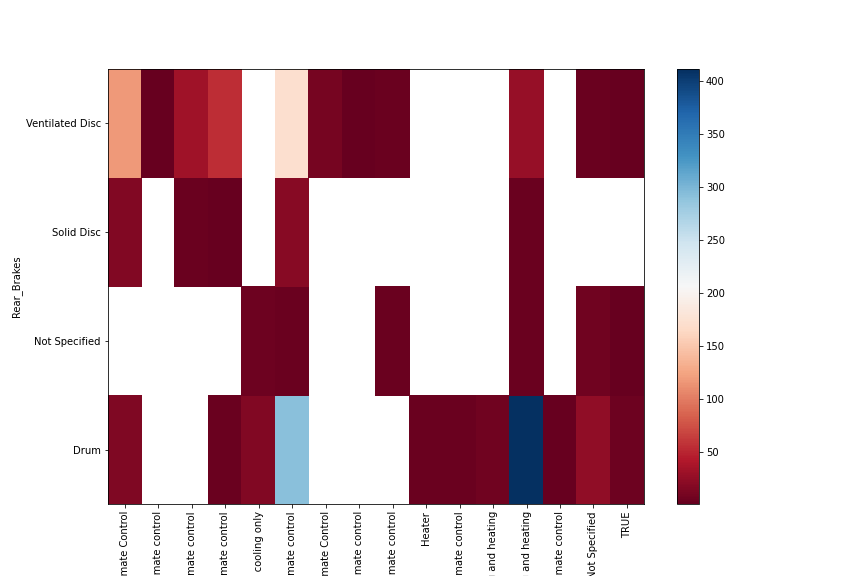 Rear_Brakes
Ventilated Disc
Solid Disc
Not Specified
Drum
mate Control
mate control
mate control
mate control
cooling only
mate control
mate Control
mate control
mate control
Heater
mate control
and heating
and heating
mate control
Not Specified
TRUE
400
350
300
250
200
150
100
50